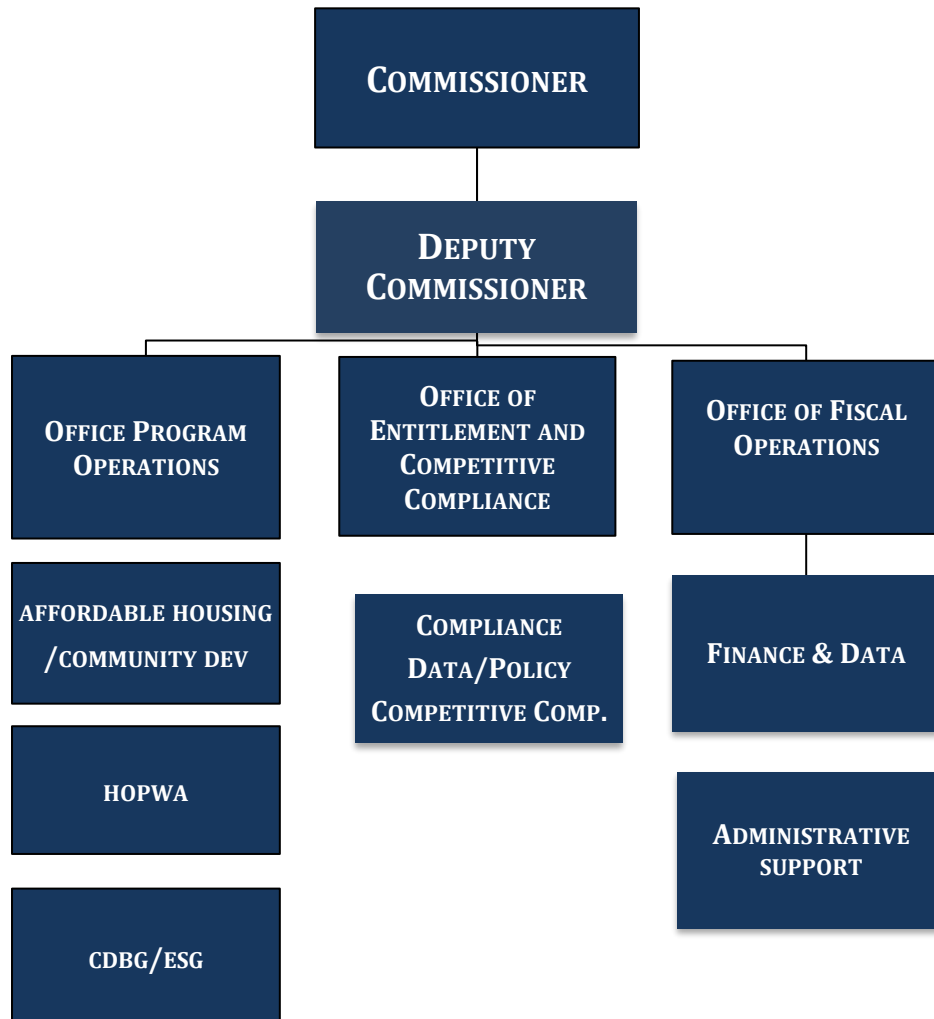 COMMISSIONER
DEPUTY
COMMISSIONER
OFFICE PROGRAM
OPERATIONS
OFFICE OF
ENTITLEMENT AND
COMPETITIVE
COMPLIANCE
OFFICE OF FISCAL
OPERATIONS
AFFORDABLE HOUSING
/COMMUNITY DEV
COMPLIANCE
DATA/POLICY
COMPETITIVE COMP.
FINANCE & DATA
HOPWA
ADMINISTRATIVE
SUPPORT
CDBG/ESG